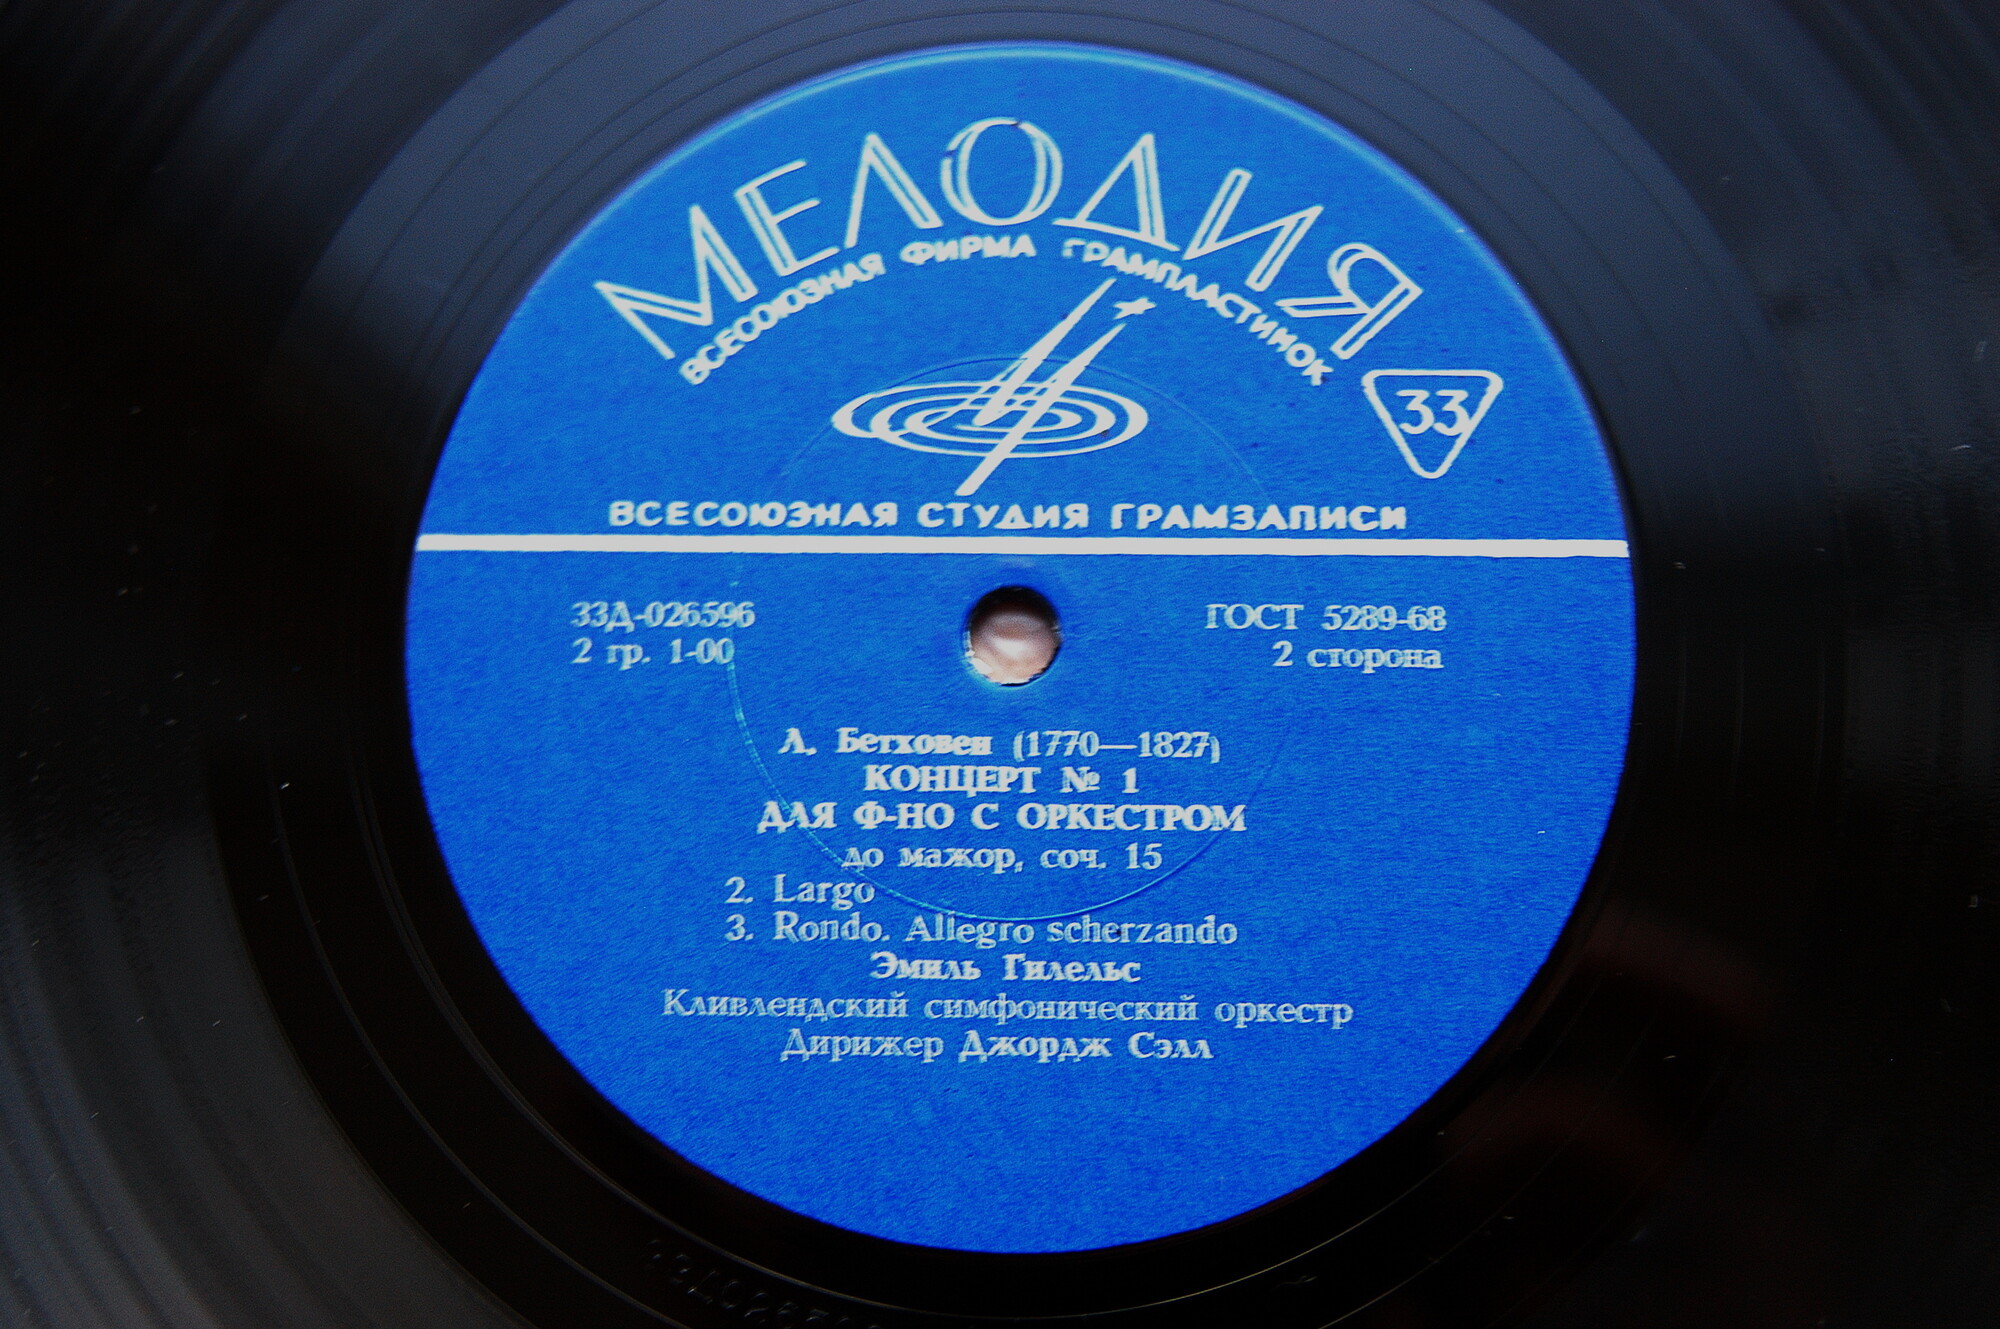 МЕЛОДИЯ
ВСЕСОЮЗНАЯ ФИРМА ГРАМПЛАСТИНОК
33
ВСЕСОЮЗНАЯ СТУДИЯ ГРАМЗАПИСИ
33Д-026596 ГОСТ 5289-68
2 гр. 1-00 2 сторона
Л. Бетховен (1770—1827)
КОНЦЕРТ № 1
ДЛЯ Ф-НО С ОРКЕСТРОМ
до мажор, соч. 15
2. Largo
3. Rondo. Allegro scherzando
Эмиль Гилельс
Кливлендский симфонический оркестр
Дирижер Джордж Сэлл